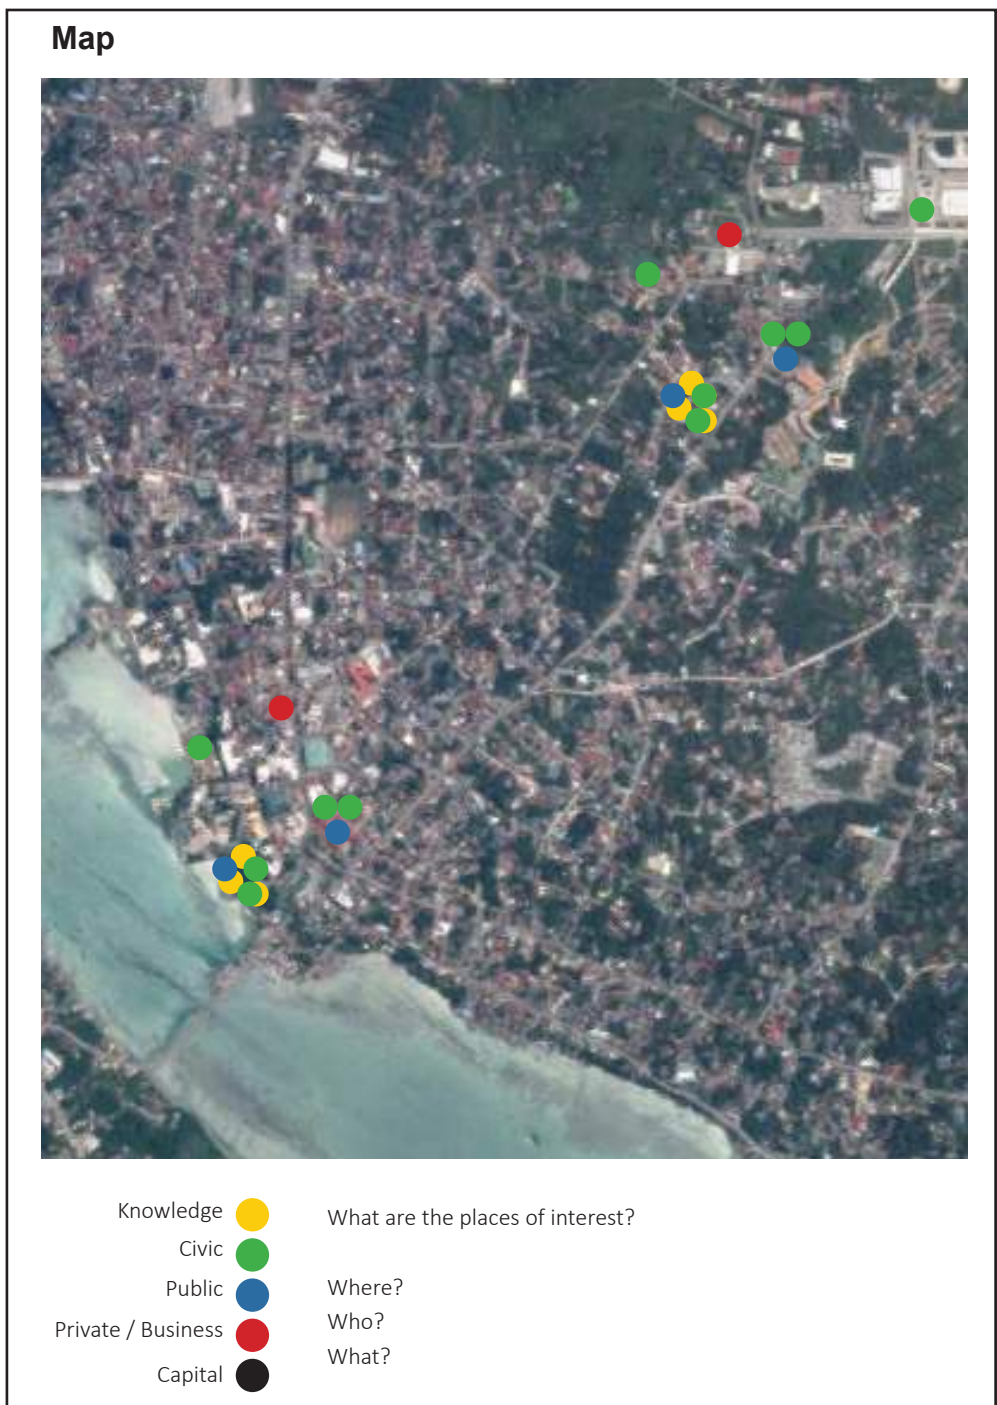 Map
Knowledge
Civic
Public
Private / Business
Capital
What are the places of interest?
Where?
Who?
What?